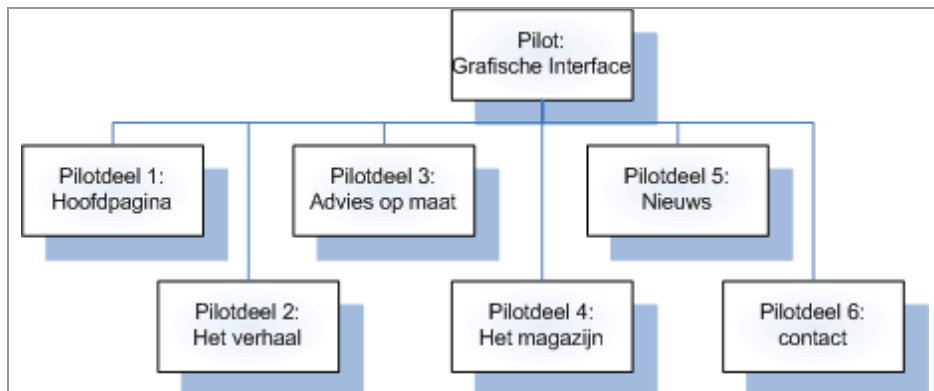 Pilot:
Grafische Interface
Pilotdeel 1:
Hoofdpagina
Pilotdeel 3:
Advies op maat
Pilotdeel 5:
Nieuws
Pilotdeel 2:
Het verhaal
Pilotdeel 4:
Het magazijn
Pilotdeel 6:
contact